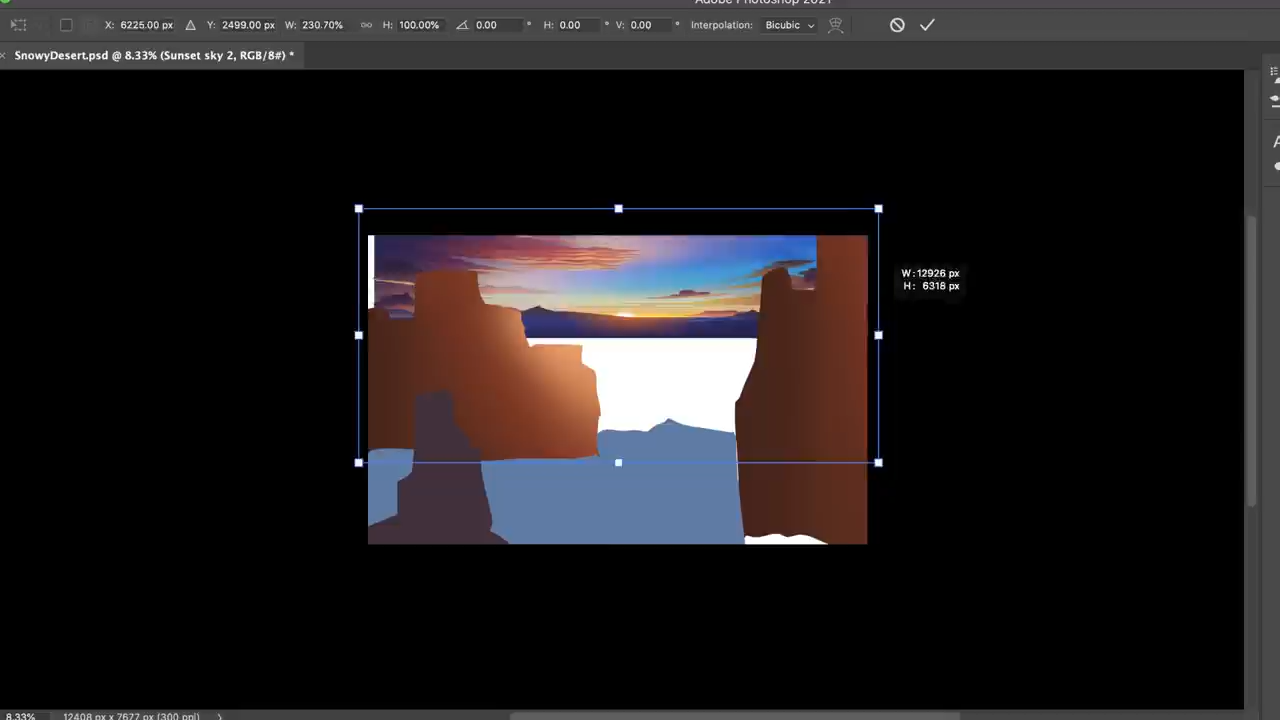 Adobe Photoshop 2021
X: 6225.00 px Y: 2499.00 px W: 230.70% H: 100.00% 0.00 ° H: 0.00 ° V: 0.00 ° Interpolation: Bicubic
SnowyDesert.psd @ 8.33% (Sunset sky 2, RGB/8#) *
W: 12926 px
H: 6318 px
8.33% 12408 px x 7677 px (300 ppi)